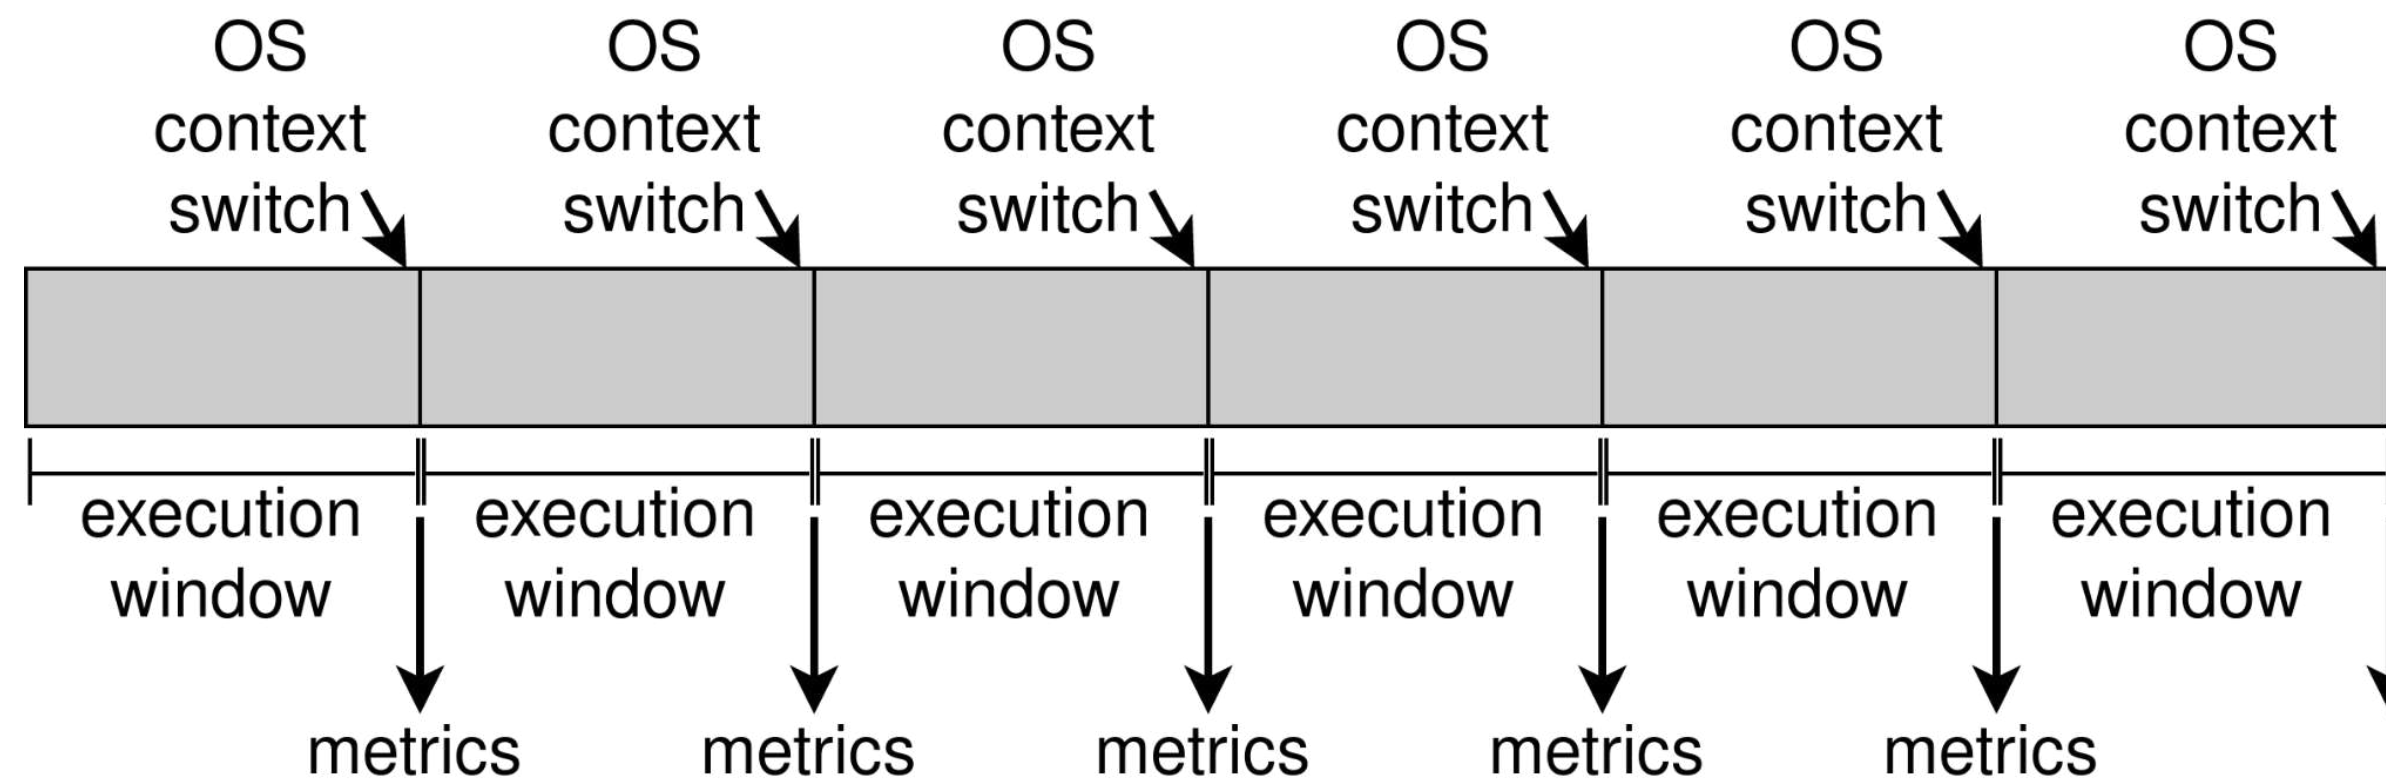 OS OS OS OS OS OS
context context context context context context
switch switch switch switch switch switch
execution execution execution execution execution execution
window window window window window window
metrics metrics metrics metrics metrics